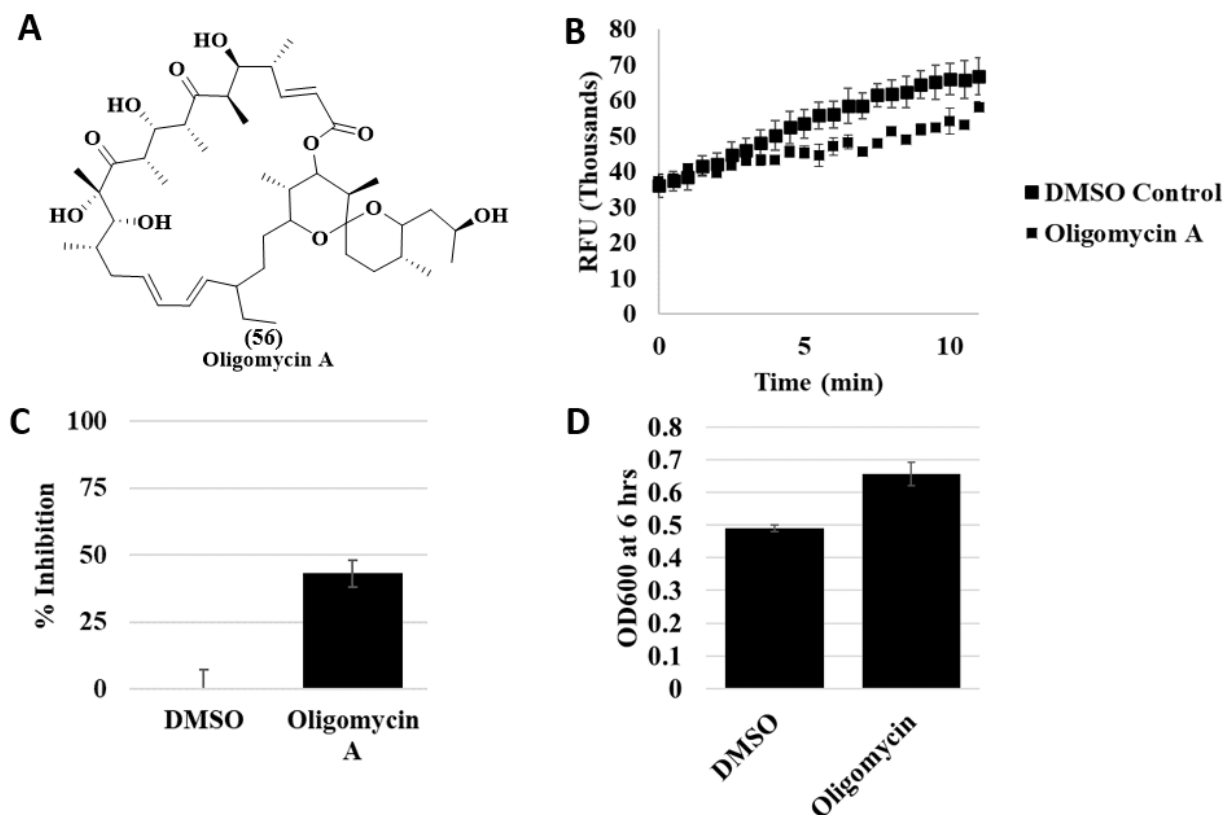 A
HO
O
O
HO
O
O
O
HO
OH
O
O
OH
(56)
Oligomycin A
B
RFU (Thousands)
80
70
60
50
40
30
20
10
0
0 5 10
Time (min)
DMSO Control
Oligomycin A
C
% Inhibition
100
75
50
25
0
DMSO Oligomycin
A
D
OD600 at 6 hrs
0.8
0.7
0.6
0.5
0.4
0.3
0.2
0.1
0
DMSO
Oligomycin